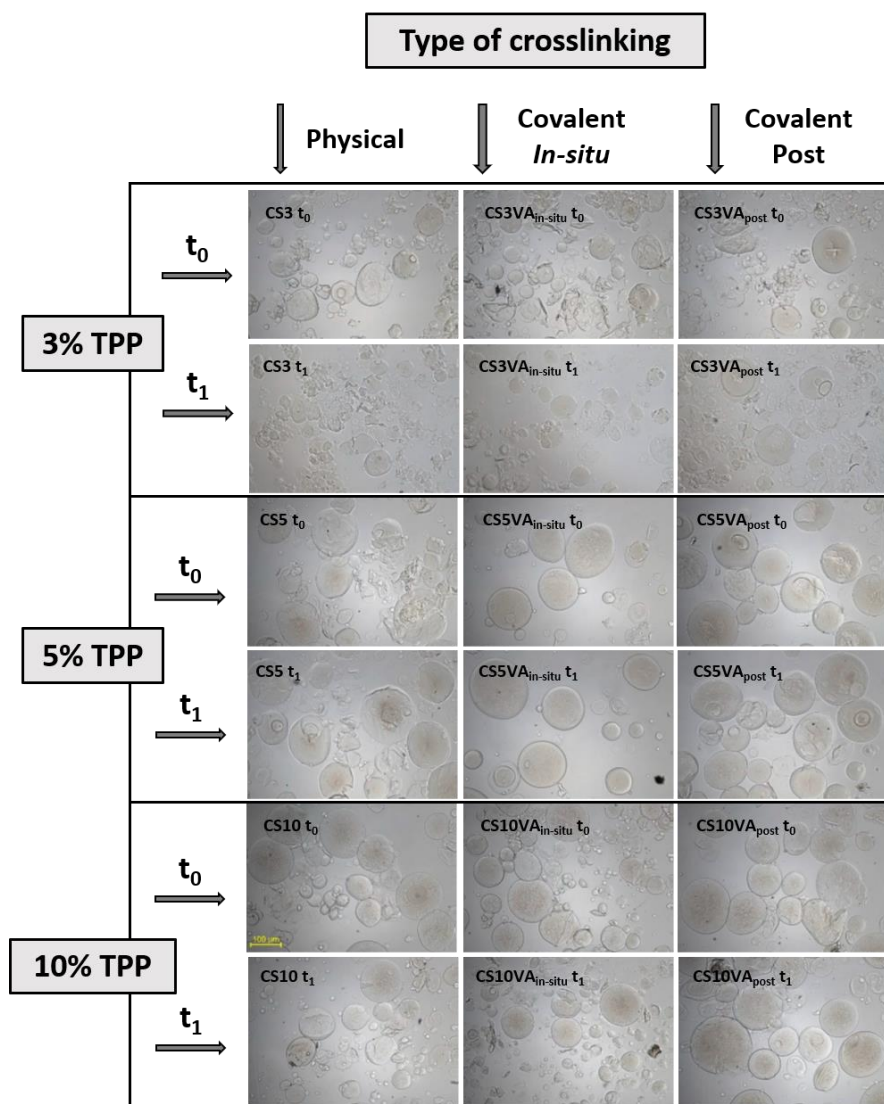 Type of crosslinking
Physical
Covalent
In-situ
Covalent
Post
3% TPP
t0
CS3 t0
CS3VAin-situ t0
CS3VApost t0
t1
CS3 t1
CS3VAin-situ t1
CS3VApost t1
5% TPP
t0
CS5 t0
CS5VAin-situ t0
CS5VApost t0
t1
CS5 t1
CS5VAin-situ t1
CS5VApost t1
10% TPP
t0
CS10 t0
CS10VAin-situ t0
CS10VApost t0
100 µm
t1
CS10 t1
CS10VAin-situ t1
CS10VApost t1